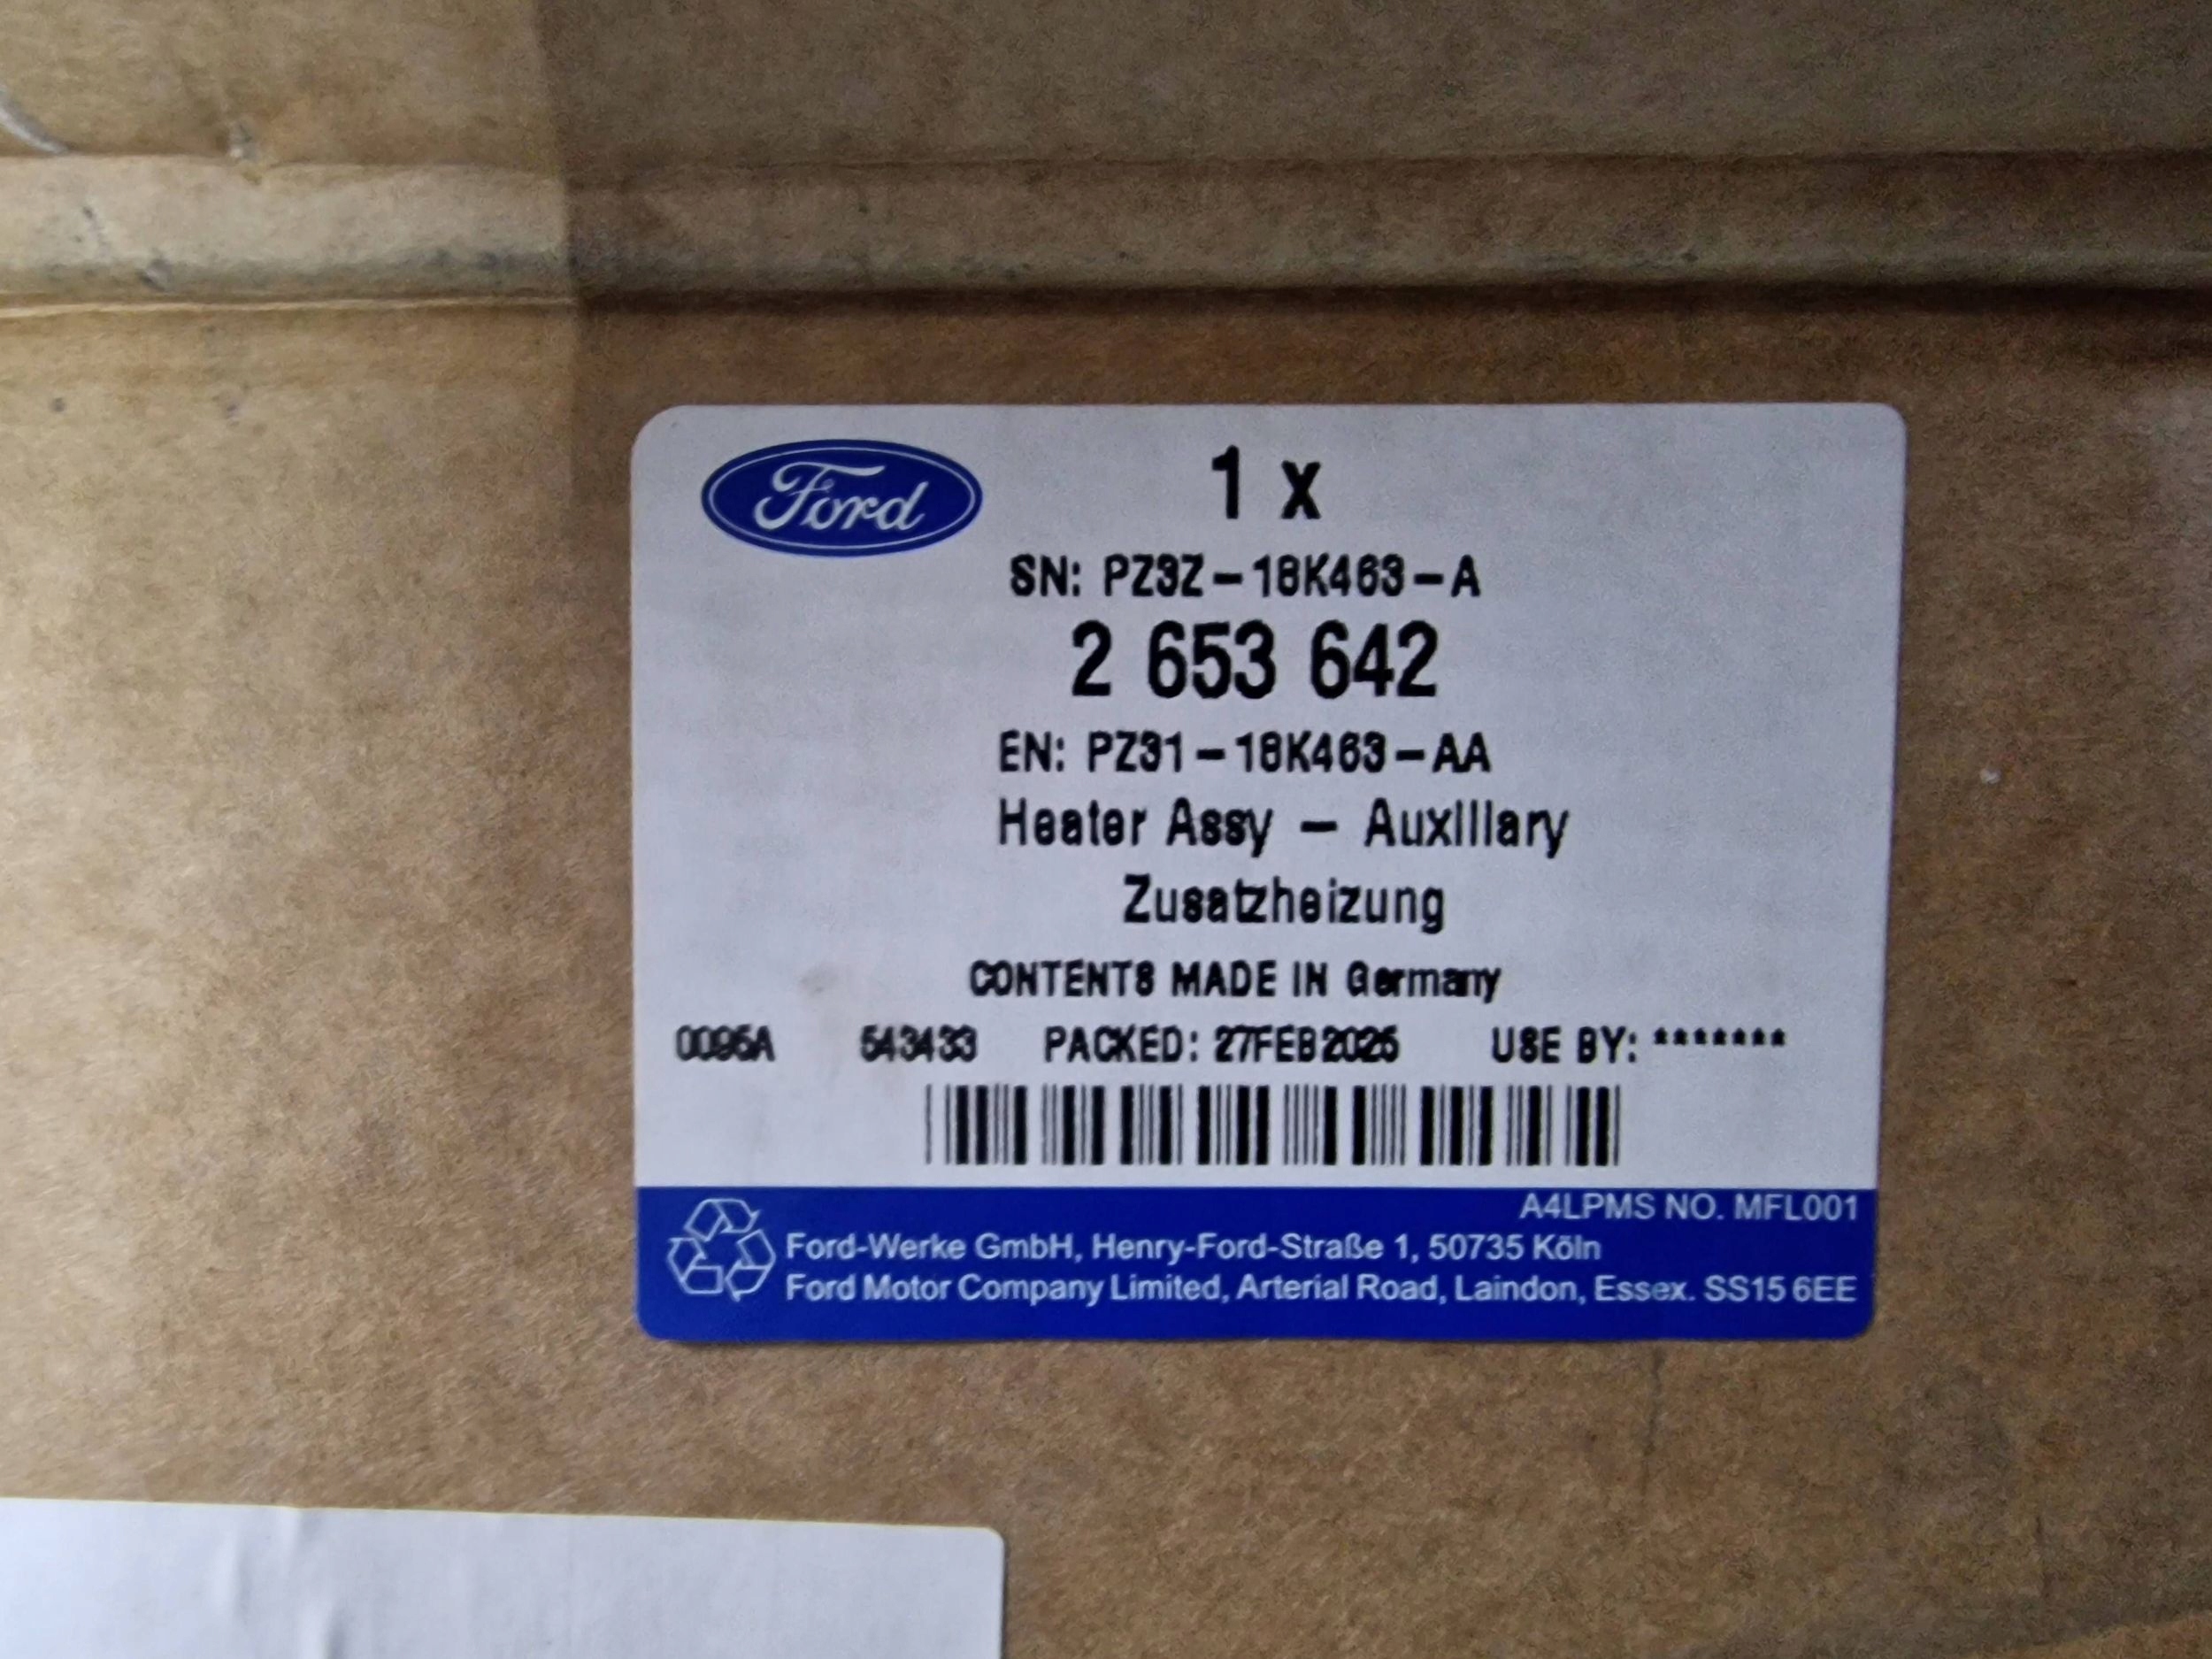 Ford
1 x
SN: PZ3Z-18K463-A
2 653 642
EN: PZ31-18K463-AA
Heater Assy - Auxiliary
Zusatzheizung
CONTENTS MADE IN Germany
0095A 543433 PACKED: 27FEB2025 USE BY: *******
A4LPMS NO. MFL001
Ford-Werke GmbH, Henry-Ford-Straße 1, 50735 Köln
Ford Motor Company Limited, Arterial Road, Laindon, Essex. SS15 6EE